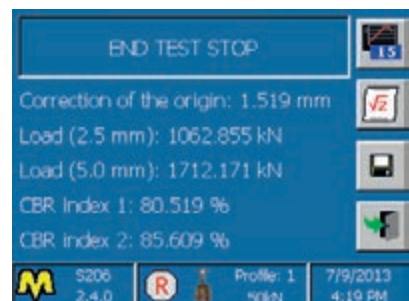 END TEST STOP
15
Correction of the origin: 1.519 mm
√2
Load (2.5 mm): 1062.855 kN
Load (5.0 mm): 1712.171 kN
CBR index 1: 80.519 %
CBR index 2: 85.609 %
S206
2.4.0
R
Profile: 1
50kN
7/9/2013
4:19 PM